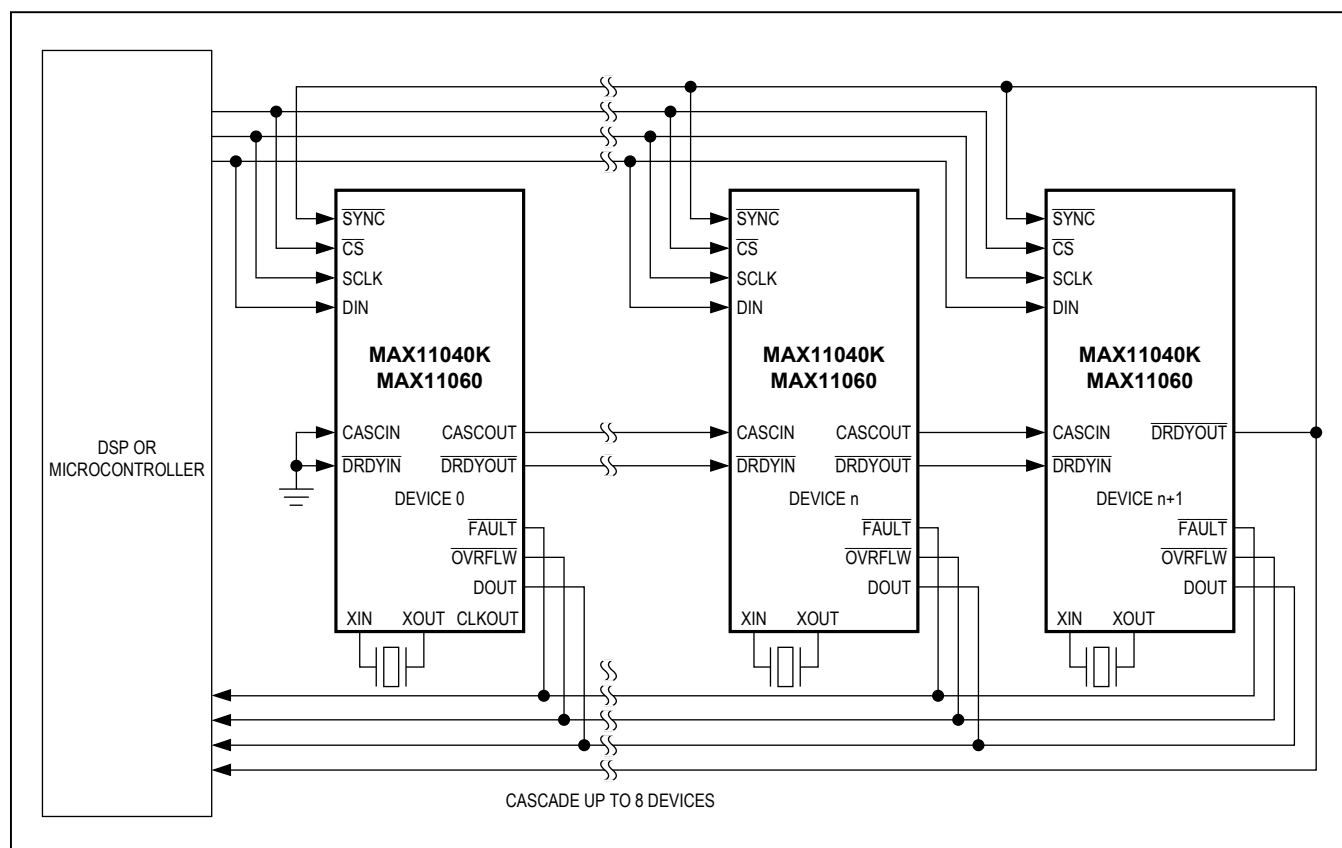 DSP OR
MICROCONTROLLER
SYNC
CS
SCLK
DIN
MAX11040K
MAX11060
CASCIN CASCOUT
DRDYIN DRDYOUT
DEVICE 0
FAULT
OVRFLW
DOUT
XIN XOUT CLKOUT
SYNC
CS
SCLK
DIN
MAX11040K
MAX11060
CASCIN CASCOUT
DRDYIN DRDYOUT
DEVICE n
FAULT
OVRFLW
DOUT
XIN XOUT
SYNC
CS
SCLK
DIN
MAX11040K
MAX11060
CASCIN DRDYOUT
DRDYIN
DEVICE n+1
FAULT
OVRFLW
DOUT
XIN XOUT
CASCADE UP TO 8 DEVICES